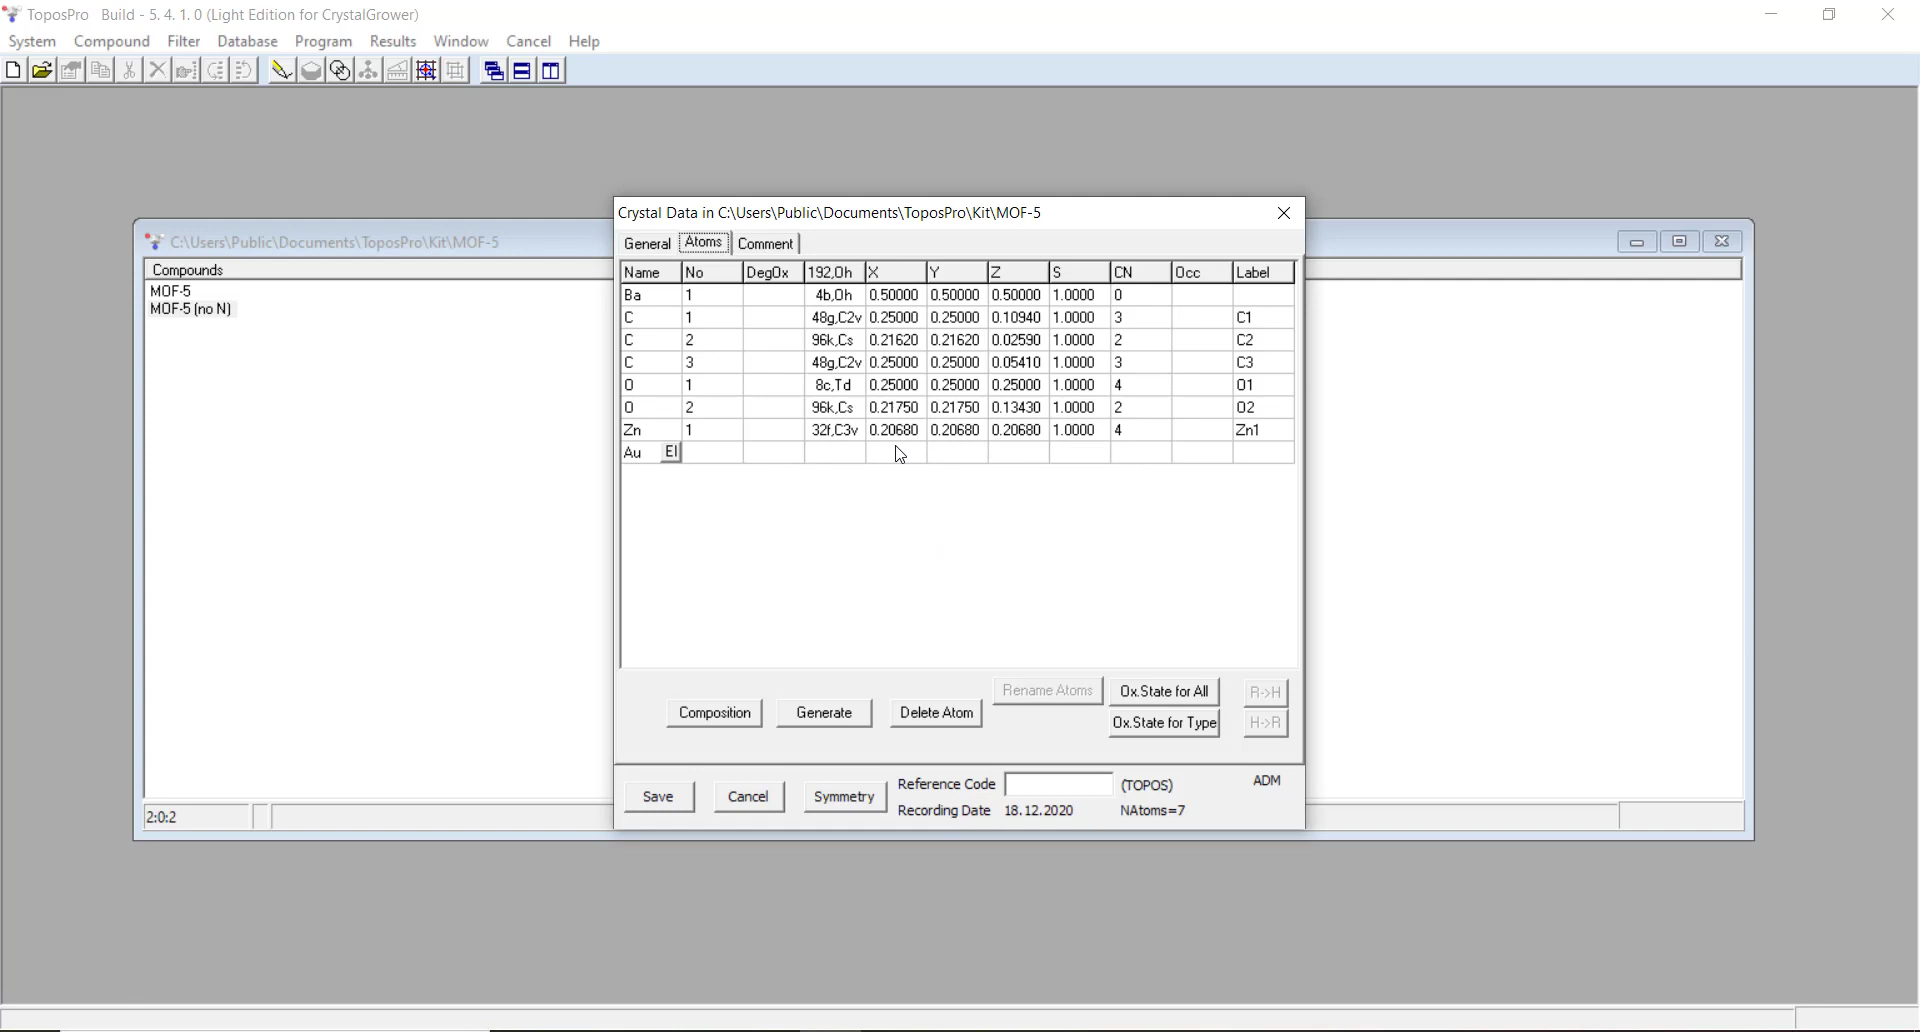 ToposPro Build - 5. 4. 1. 0 (Light Edition for CrystalGrower)
System Compound Filter Database Program Results Window Cancel Help
C:\Users\Public\Documents\ToposPro\Kit\MOF-5
Compounds
MOF-5
MOF-5 (no N)
2:0:2
Crystal Data in C:\Users\Public\Documents\ToposPro\Kit\MOF-5
General Atoms Comment
Name No DegOx 192,Oh X Y Z S CN Occ Label
Ba 1 4b,Oh 0.50000 0.50000 0.50000 1.0000 0
C 1 48g,C2v 0.25000 0.25000 0.10940 1.0000 3 C1
C 2 96k,Cs 0.21620 0.21620 0.02590 1.0000 2 C2
C 3 48g,C2v 0.25000 0.25000 0.05410 1.0000 3 C3
O 1 8c,Td 0.25000 0.25000 0.25000 1.0000 4 O1
O 2 96k,Cs 0.21750 0.21750 0.13430 1.0000 2 O2
Zn 1 32f,C3v 0.20680 0.20680 0.20680 1.0000 4 Zn1
Au El
Composition Generate Delete Atom Rename Atoms Ox.State for All R->H
Ox.State for Type H->R
Save Cancel Symmetry Reference Code (TOPOS) ADM
Recording Date 18.12.2020 NAtoms=7